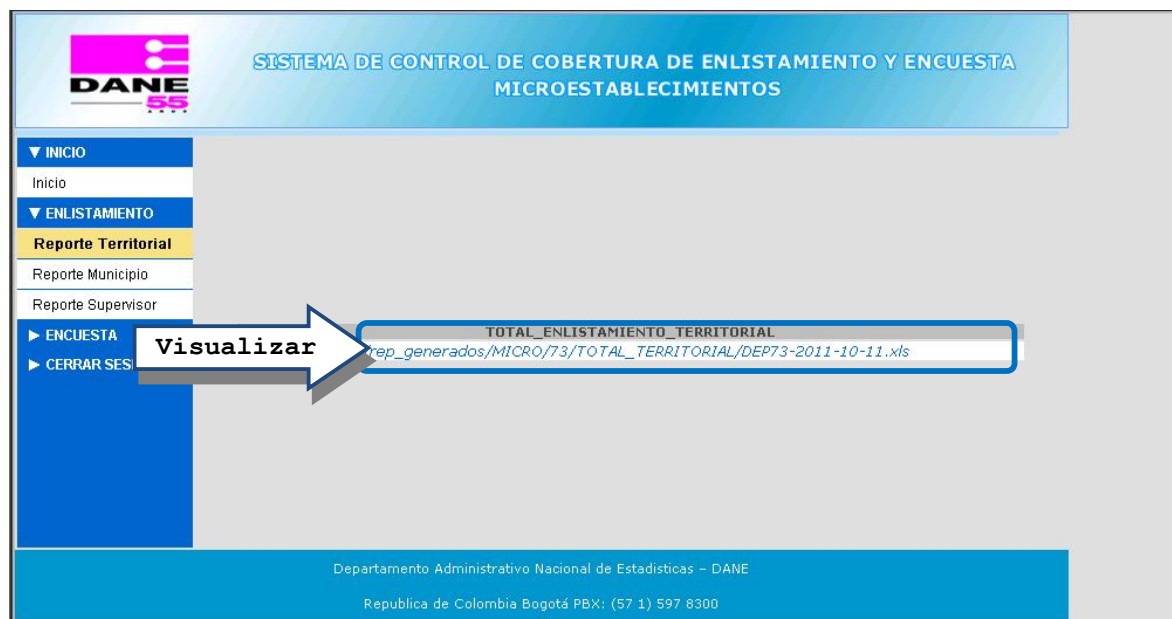 DANE
55
SISTEMA DE CONTROL DE COBERTURA DE ENLISTAMIENTO Y ENCUESTA
MICROESTABLECIMIENTOS
▼ INICIO
Inicio
▼ ENLISTAMIENTO
Reporte Territorial
Reporte Municipio
Reporte Supervisor
► ENCUESTA
► CERRAR SES
Visualizar
TOTAL_ENLISTAMIENTO_TERRITORIAL
rep_generados/MICRO/73/TOTAL_TERRITORIAL/DEP73-2011-10-11.xls
Departamento Administrativo Nacional de Estadisticas – DANE
Republica de Colombia Bogotá PBX: (57 1) 597 8300